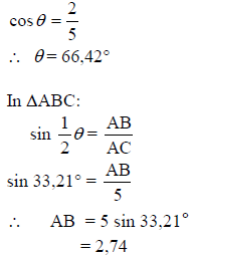 cos θ = 2/5
∴ θ = 66,42°
In ΔABC:
sin 1/2 θ = AB/AC
sin 33,21° = AB/5
∴ AB = 5 sin 33,21°
= 2,74